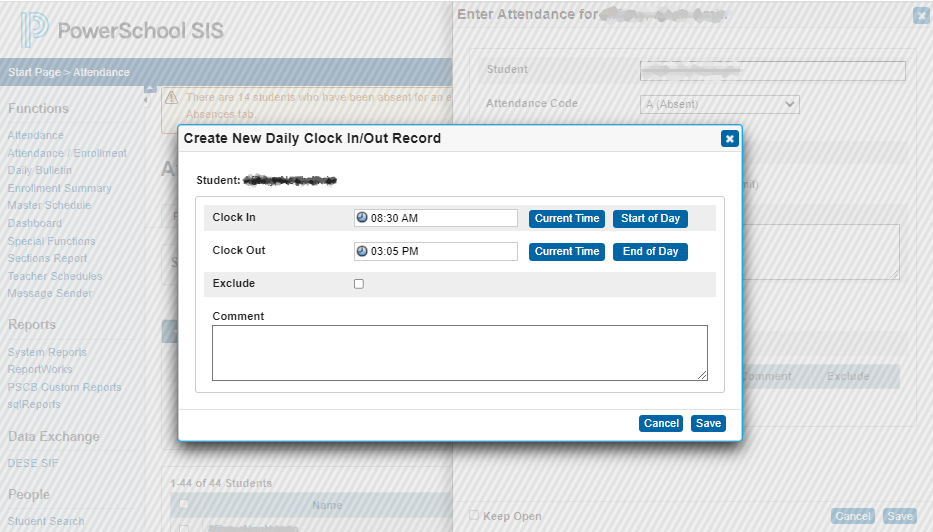 PowerSchool SIS
Start Page > Attendance
Functions
Attendance
Attendance / Enrollment
Daily Bulletin
Enrollment Summary
Master Schedule
Dashboard
Special Functions
Sections Report
Teacher Schedules
Message Sender
Reports
System Reports
ReportWorks
PSCB Custom Reports
sqlReports
Data Exchange
DESE SIF
People
Student Search
There are 14 students who have been absent for an e
Absences tab.
Enter Attendance for
Student
Attendance Code
A (Absent)
Create New Daily Clock In/Out Record
Student:
Clock In
08:30 AM
Current Time
Start of Day
Clock Out
03:05 PM
Current Time
End of Day
Exclude
Comment
Cancel
Save
omment
Exclude
1-44 of 44 Students
Name
Keep Open
Cancel
Save